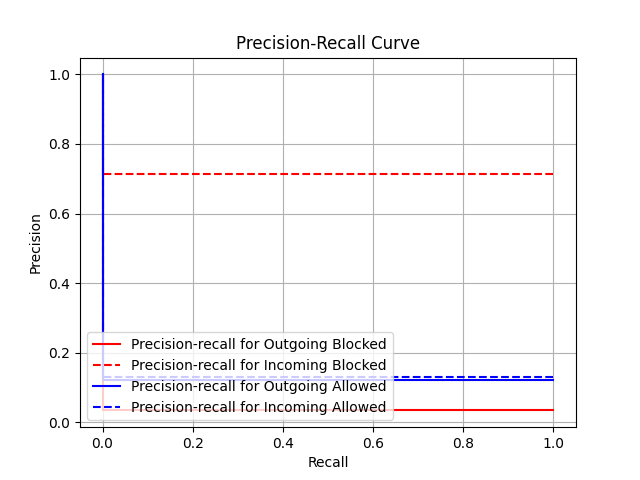 Precision-Recall Curve
Precision
1.0
0.8
0.6
0.4
0.2
0.0
Precision-recall for Outgoing Blocked
Precision-recall for Incoming Blocked
Precision-recall for Outgoing Allowed
Precision-recall for Incoming Allowed
0.0 0.2 0.4 0.6 0.8 1.0
Recall